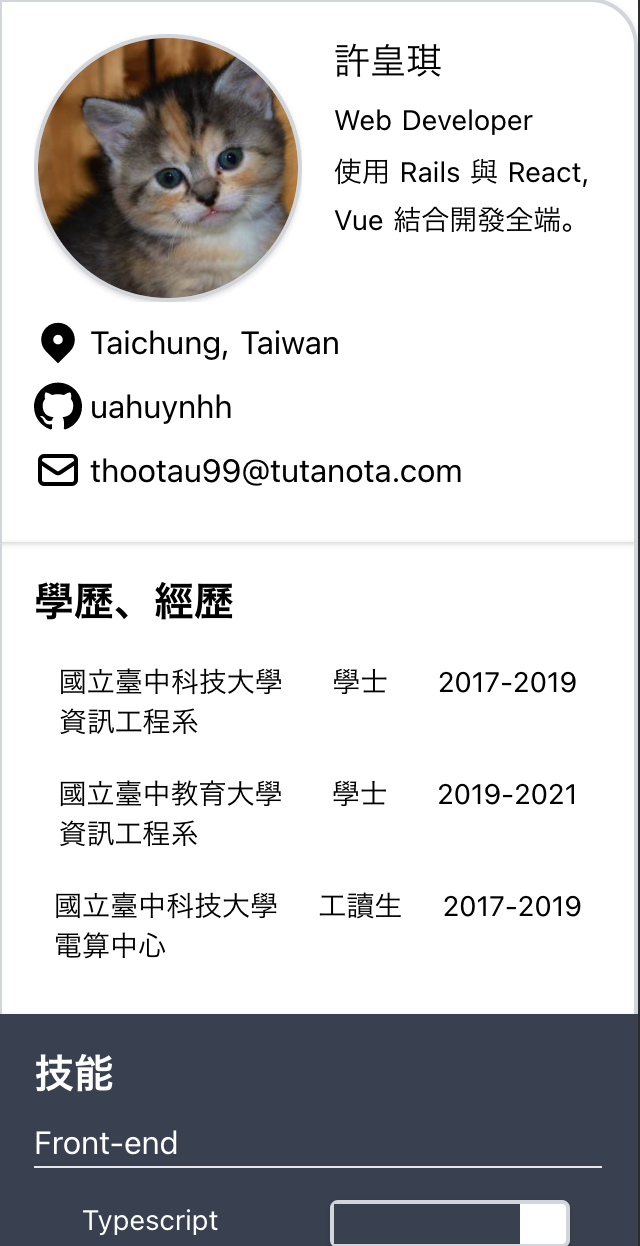 許皇琪
Web Developer
使用 Rails 與 React,
Vue 結合開發全端。
Taichung, Taiwan
uahuynhh
thootau99@tutanota.com
學歷、經歷
國立臺中科技大學 學士 2017-2019
資訊工程系
國立臺中教育大學 學士 2019-2021
資訊工程系
國立臺中科技大學 工讀生 2017-2019
電算中心
技能
Front-end
Typescript